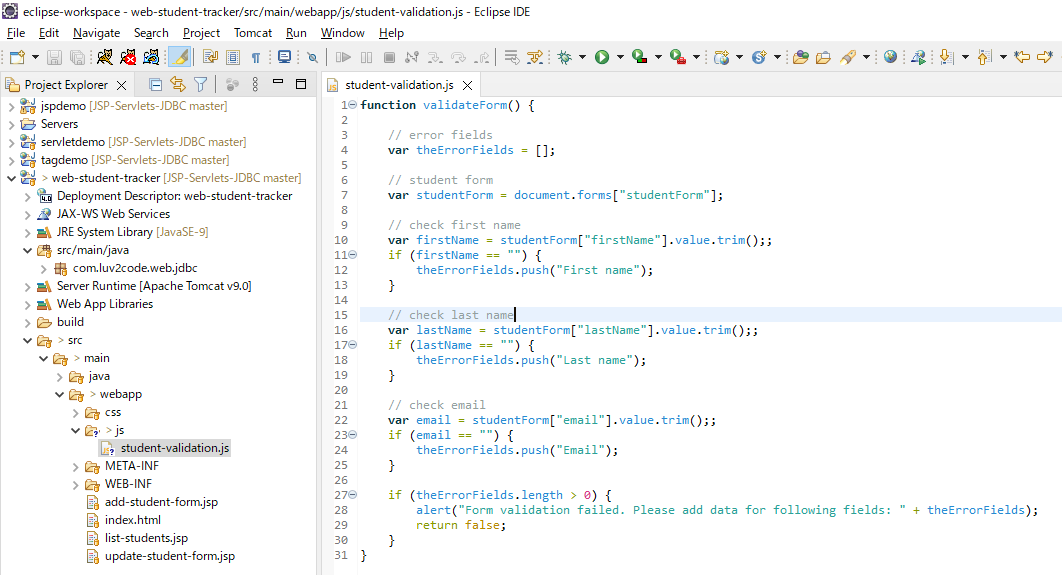 eclipse-workspace - web-student-tracker/src/main/webapp/js/student-validation.js - Eclipse IDE
File Edit Navigate Search Project Tomcat Run Window Help
Project Explorer
jspdemo [JSP-Servlets-JDBC master]
Servers
servletdemo [JSP-Servlets-JDBC master]
tagdemo [JSP-Servlets-JDBC master]
> web-student-tracker [JSP-Servlets-JDBC master]
Deployment Descriptor: web-student-tracker
JAX-WS Web Services
JRE System Library [JavaSE-9]
src/main/java
com.luv2code.web.jdbc
Server Runtime [Apache Tomcat v9.0]
Web App Libraries
build
> src
> main
java
> webapp
css
> js
student-validation.js
META-INF
WEB-INF
add-student-form.jsp
index.html
list-students.jsp
update-student-form.jsp
student-validation.js
1 function validateForm() {
2
3 // error fields
4 var theErrorFields = [];
5
6 // student form
7 var studentForm = document.forms["studentForm"];
8
9 // check first name
10 var firstName = studentForm["firstName"].value.trim();;
11 if (firstName == "") {
12 theErrorFields.push("First name");
13 }
14
15 // check last name
16 var lastName = studentForm["lastName"].value.trim();;
17 if (lastName == "") {
18 theErrorFields.push("Last name");
19 }
20
21 // check email
22 var email = studentForm["email"].value.trim();;
23 if (email == "") {
24 theErrorFields.push("Email");
25 }
26
27 if (theErrorFields.length > 0) {
28 alert("Form validation failed. Please add data for following fields: " + theErrorFields);
29 return false;
30 }
31 }